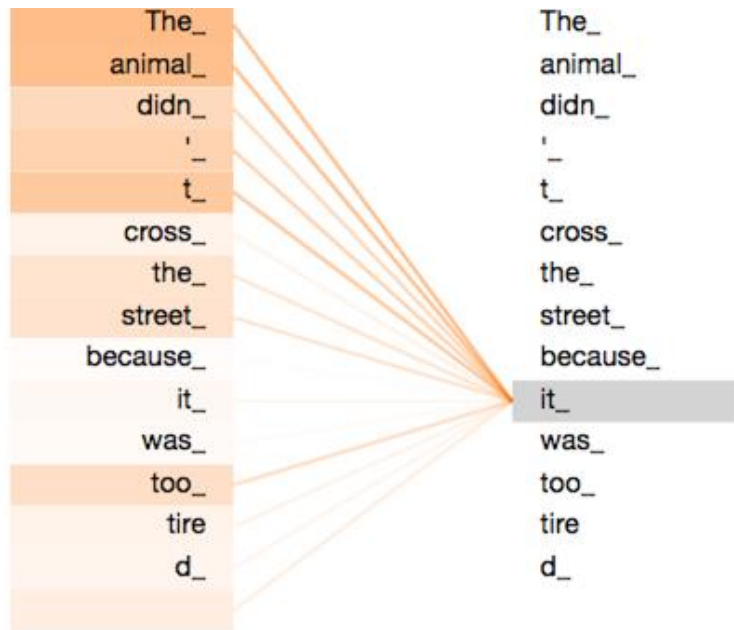 The_ The_
animal_ animal_
didn_ didn_
'_ '_
t_ t_
cross_ cross_
the_ the_
street_ street_
because_ because_
it_ it_
was_ was_
too_ too_
tire tire
d_ d_